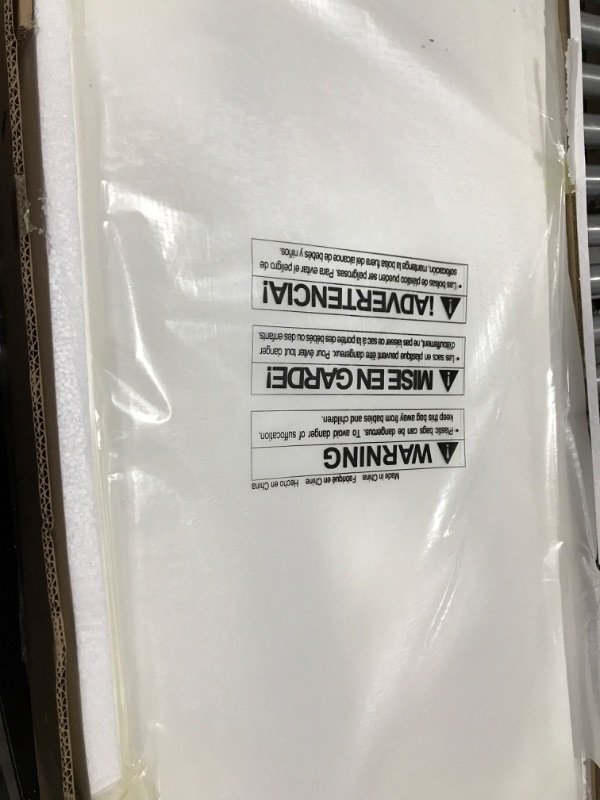 Made in China Fabriqué en Chine Hecho en China
WARNING
• Plastic bags can be dangerous. To avoid danger of suffocation,
keep this bag away from babies and children.
MISE EN GARDE!
• Les sacs en plastique peuvent être dangereux. Pour éviter tout danger
d'étouffement, ne pas laisser ce sac à la portée des bébés ou des enfants.
¡ADVERTENCIA!
• Las bolsas de plástico pueden ser peligrosas. Para evitar el peligro de
sofocación, mantenga la bolsa fuera del alcance de bebés y niños.